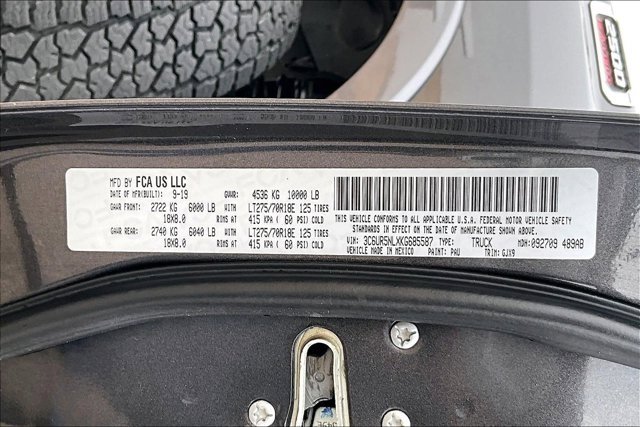 MFD BY FCA US LLC
DATE OF MFR(BUILT): 9-19 GVWR: 4536 KG 10000 LB
GAWR FRONT: 2722 KG 6000 LB WITH LT275/70R18E 125 TIRES
18X8.0 RIMS AT 415 KPA ( 60 PSI) COLD
GAWR REAR: 2740 KG 6040 LB WITH LT275/70R18E 125 TIRES
18X8.0 RIMS AT 415 KPA ( 60 PSI) COLD
THIS VEHICLE CONFORMS TO ALL APPLICABLE U.S.A. FEDERAL MOTOR VEHICLE SAFETY
STANDARDS IN EFFECT ON THE DATE OF MANUFACTURE SHOWN ABOVE.
VIN: 3C6UR5NLXKG685587 TYPE: TRUCK MDH:092709 489AB
VEHICLE MADE IN MEXICO PAINT: PAU TRIM: GJX9
2500